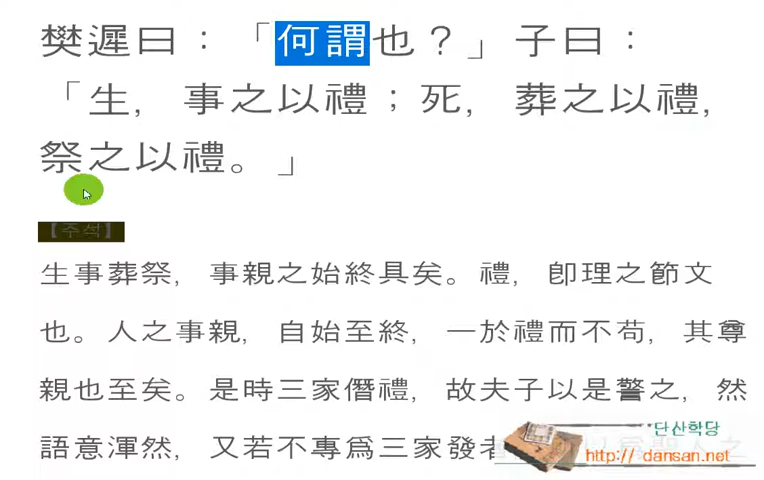 樊遲曰：「何謂也？」子曰：
「生, 事之以禮；死, 葬之以禮,
祭之以禮。」
【주석】
生事葬祭, 事親之始終具矣。禮, 卽理之節文
也。人之事親, 自始至終, 一於禮而不苟, 其尊
親也至矣。是時三家僭禮, 故夫子以是警之, 然
語意渾然, 又若不專爲三家發者
단산학당
http://dansan.net